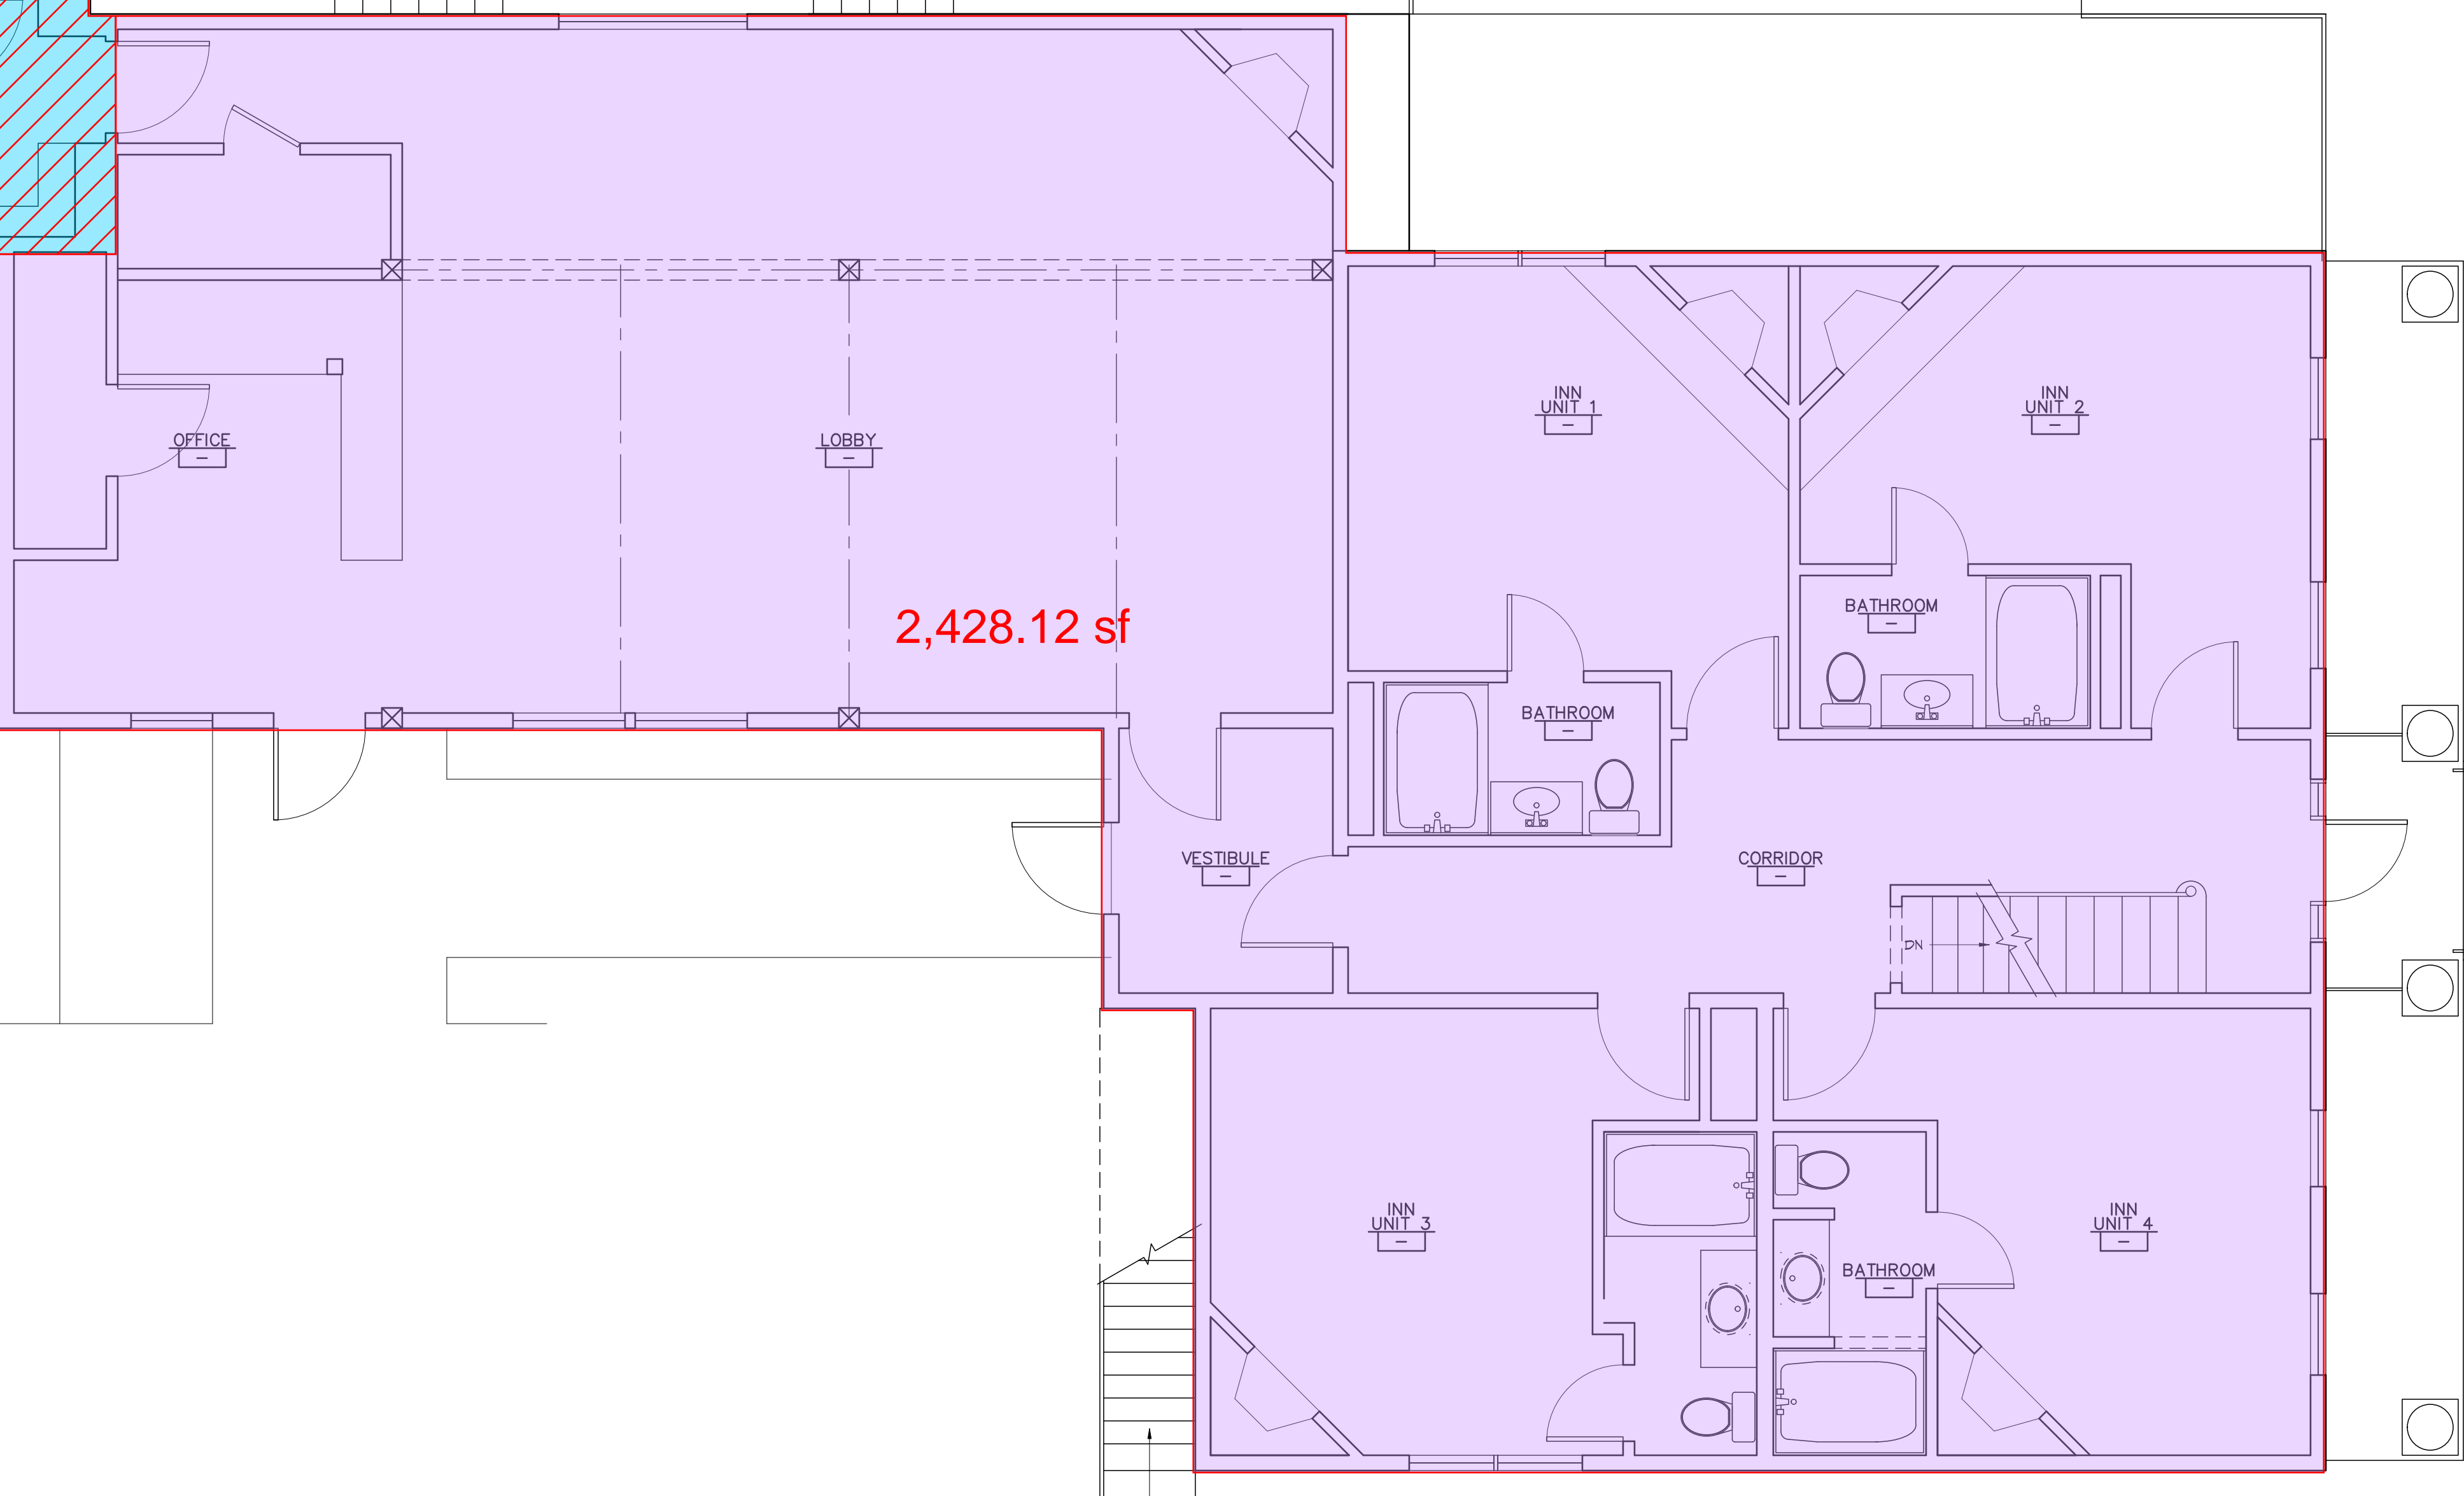 INN
UNIT 1
-
INN
UNIT 2
-
OFFICE
-
LOBBY
-
BATHROOM
-
2,428.12 sf
BATHROOM
-
VESTIBULE
-
CORRIDOR
-
DN
INN
UNIT 3
-
INN
UNIT 4
-
BATHROOM
-